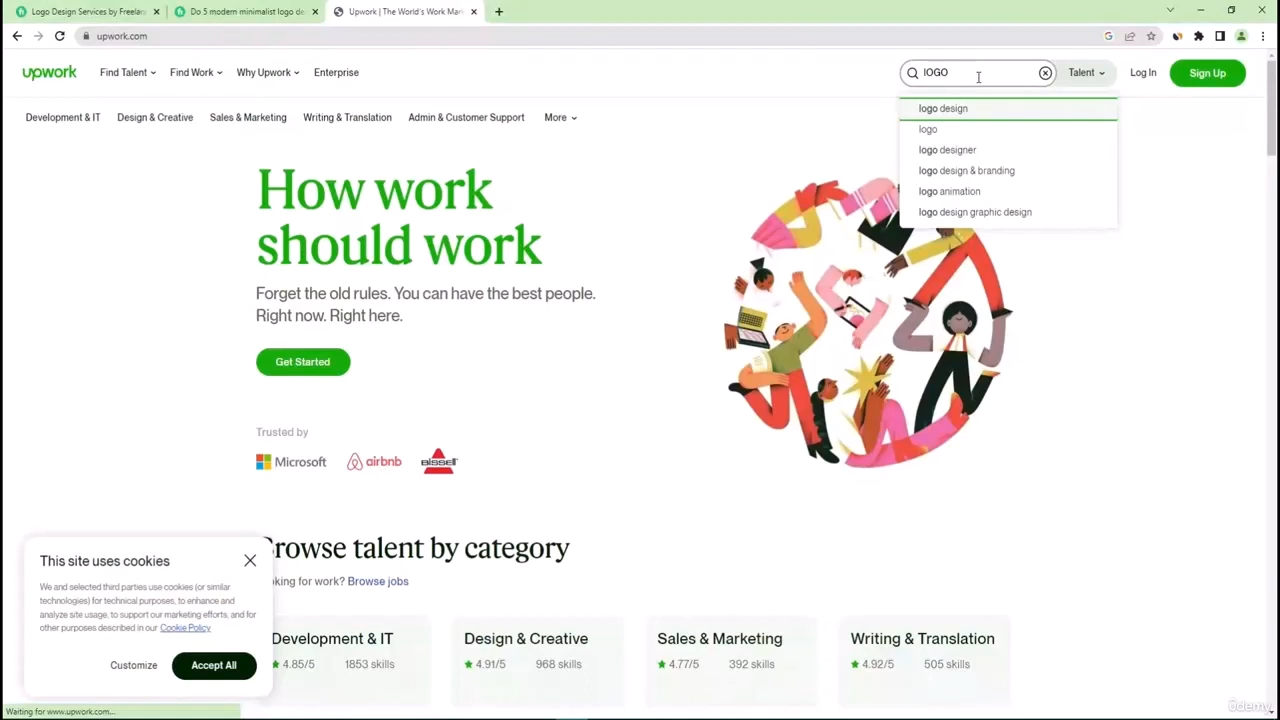 Logo Design Services by Freelan
Do 5 modern minimalist logo de
Upwork | The World's Work Mar
upwork.com
upwork
Find Talent
Find Work
Why Upwork
Enterprise
lOGO
Talent
Log In
Sign Up
Development & IT
Design & Creative
Sales & Marketing
Writing & Translation
Admin & Customer Support
More
logo design
logo
logo designer
logo design & branding
logo animation
logo design graphic design
How work
should work
Forget the old rules. You can have the best people.
Right now. Right here.
Get Started
Trusted by
Microsoft
airbnb
BISSELL
This site uses cookies
We and selected third parties use cookies (or similar
technologies) for technical purposes, to enhance and
analyze site usage, to support our marketing efforts, and for
other purposes described in our Cookie Policy
Customize
Accept All
Browse talent by category
oking for work? Browse jobs
Development & IT
4.85/5
1853 skills
Design & Creative
4.91/5
968 skills
Sales & Marketing
4.77/5
392 skills
Writing & Translation
4.92/5
505 skills
Waiting for www.upwork.com...
ûdemy